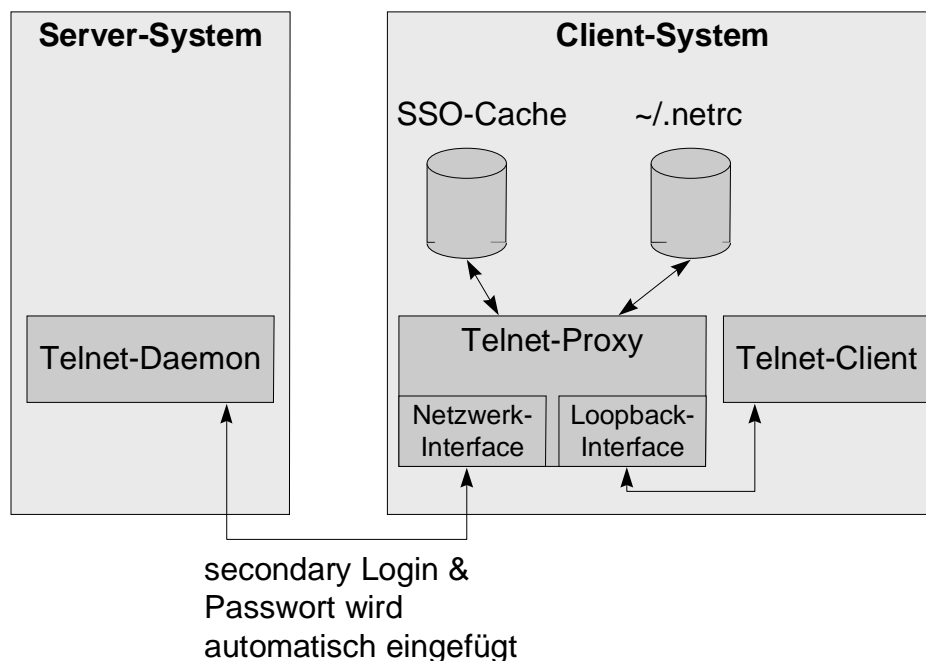 Server-System
Client-System
SSO-Cache
~/.netrc
Telnet-Daemon
Telnet-Proxy
Telnet-Client
Netzwerk-
Interface
Loopback-
Interface
secondary Login &
Passwort wird
automatisch eingefügt